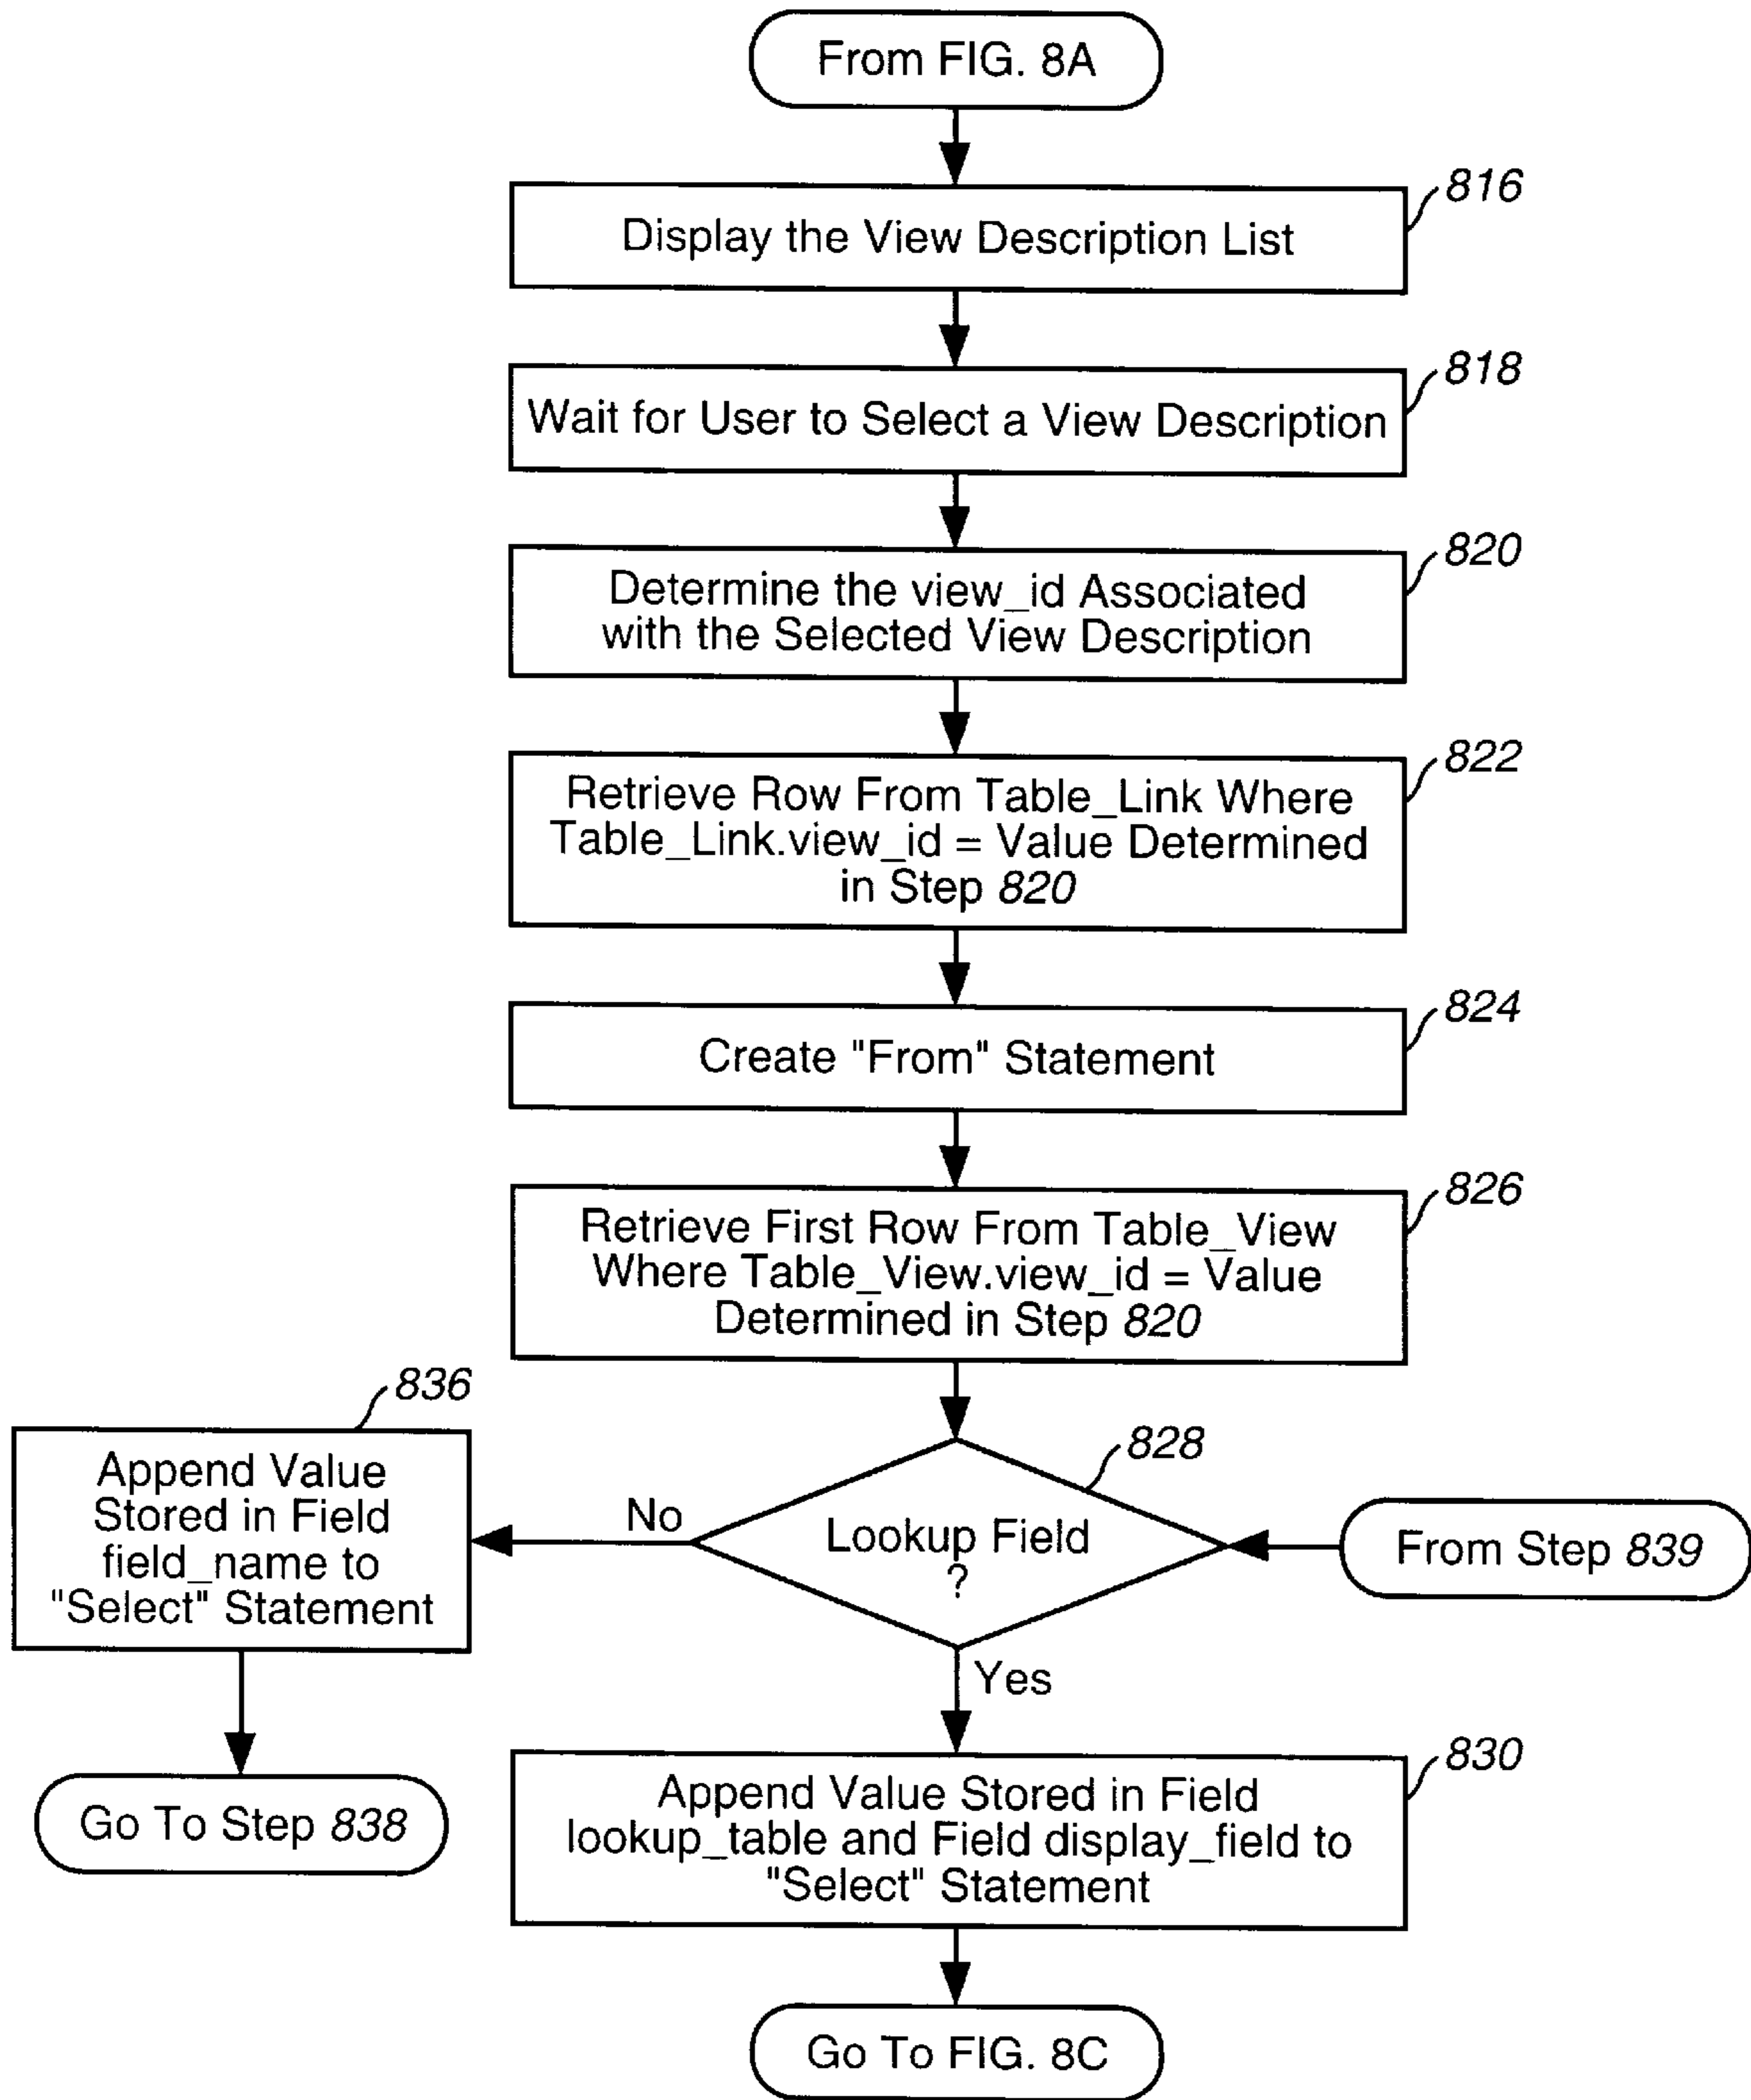 From FIG. 8A
816
Display the View Description List
818
Wait for User to Select a View Description
820
Determine the view_id Associated
with the Selected View Description
822
Retrieve Row From Table_Link Where
Table_Link.view_id = Value Determined
in Step 820
824
Create "From" Statement
826
Retrieve First Row From Table_View
Where Table_View.view_id = Value
Determined in Step 820
836
Append Value
Stored in Field
field_name to
"Select" Statement
No
828
Lookup Field
?
From Step 839
Yes
Go To Step 838
830
Append Value Stored in Field
lookup_table and Field display_field to
"Select" Statement
Go To FIG. 8C